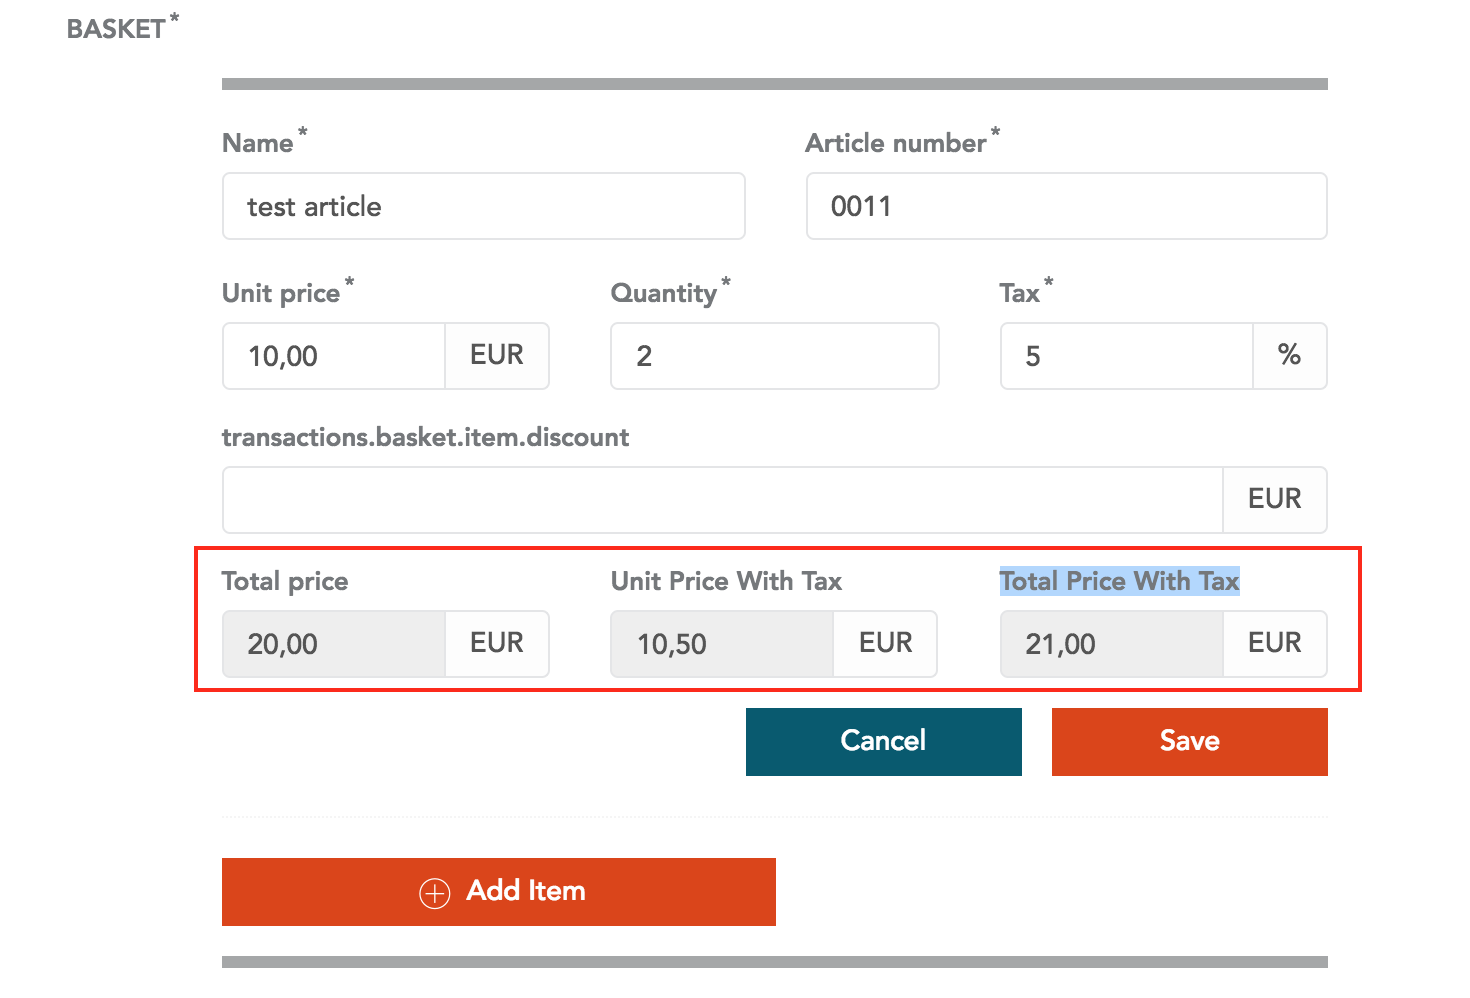 BASKET*
Name* Article number*
test article 0011
Unit price* Quantity* Tax*
10,00 EUR 2 5 %
transactions.basket.item.discount
EUR
Total price Unit Price With Tax Total Price With Tax
20,00 EUR 10,50 EUR 21,00 EUR
Cancel Save
Add Item